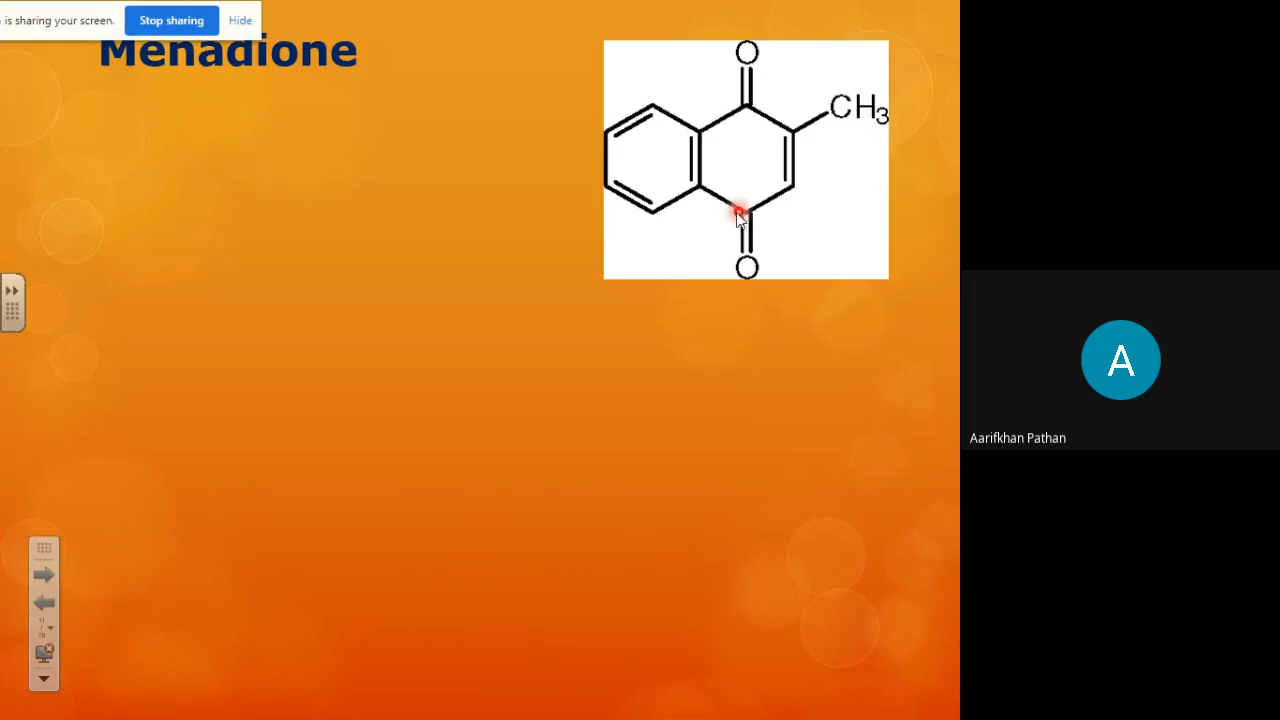 is sharing your screen. Stop sharing Hide
Menadione
O
CH3
O
A
Aarifkhan Pathan